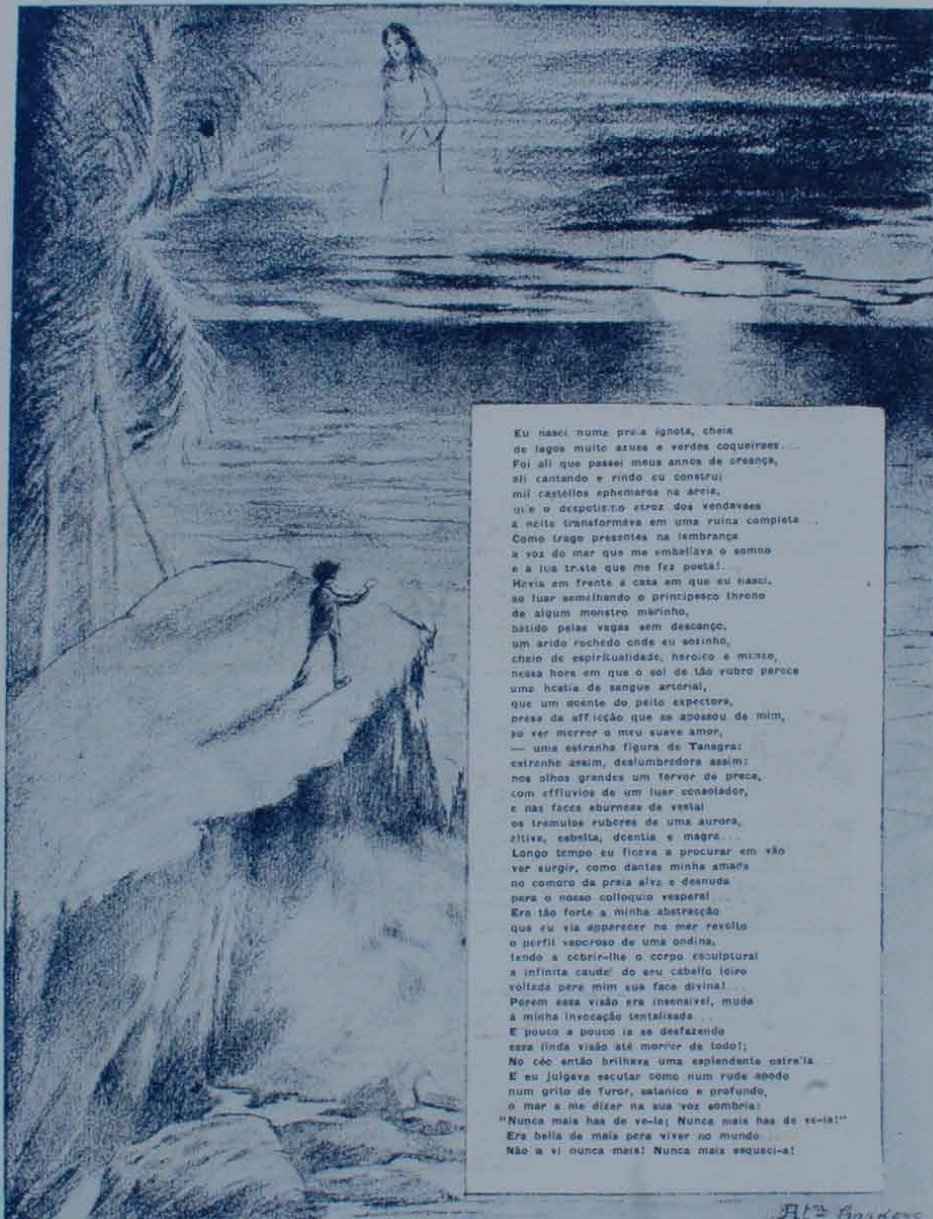 Eu nasci numa praia ignota, cheia
de lagos muito azues e verdes coqueiraes...
Foi ali que passei meus annos de creança,
ali cantando e rindo eu construi
mil castellos ephemeros na areia,
que o despotismo atroz dos vendavaes
á noite transformava em uma ruina completa...
Como trago presentes na lembrança
a voz do mar que me embellava o somno
e a lua triste que me fez poeta!...
Havia em frente á casa em que eu nasci,
ao luar semelhando o principesco throno
de algum monstro marinho,
batido pelas vagas sem descanço,
um arido rochedo onde eu sozinho,
cheio de espiritualidade, heroico e manso,
nessa hora em que o sol de tão rubro parece
uma hostia de sangue arterial,
que um doente do peito expectora,
presa da afflicção que se apossou de mim,
ao ver morrer o meu suave amor,
— uma estranha figura de Tanagra:
estranha assim, deslumbradora assim:
nos olhos grandes um fervor de prece,
com effluvios de um luar consolador,
e nas faces eburneas de vestal
os tremulos rubores de uma aurora,
altiva, esbelta, doentia e magra...
Longo tempo eu ficava a procurar em vão
ver surgir, como dantes minha amada
no comoro da praia alva e desnuda
para o nosso colloquio vesperal...
Era tão forte a minha abstracção
que eu via apparecer no mar revolto
o perfil vaporoso de uma ondina,
tendo a cobrir-lhe o corpo esculptural
a infinita caudal do seu cabello loiro
voltada para mim sua face divina!...
Porem essa visão era insensivel, muda
á minha invocação tentalisada...
E pouco a pouco ia se desfazendo
essa linda visão até morrer de todo!;
No céo então brilhava uma esplendente estrella...
E eu julgava escutar como num rude apodo
num grito de furor, satanico e profundo,
o mar a me dizer na sua voz sombria:
"Nunca mais has de ve-la; Nunca mais has de ve-la!"
Era bella de mais para viver no mundo...
Não a vi nunca mais! Nunca mais esqueci-a!